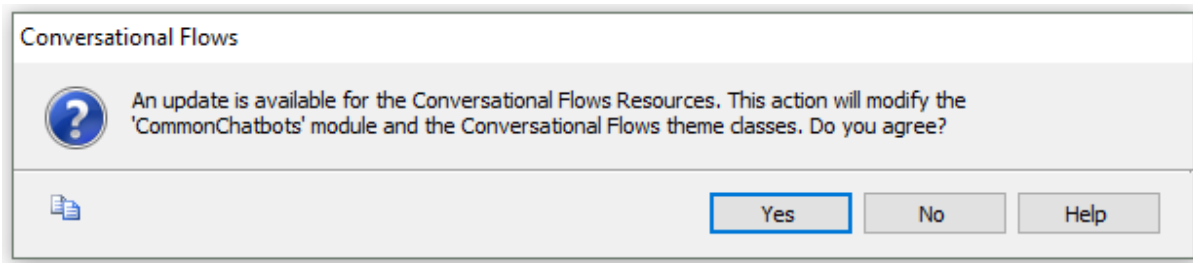 Conversational Flows
An update is available for the Conversational Flows Resources. This action will modify the
'CommonChatbots' module and the Conversational Flows theme classes. Do you agree?
Yes
No
Help